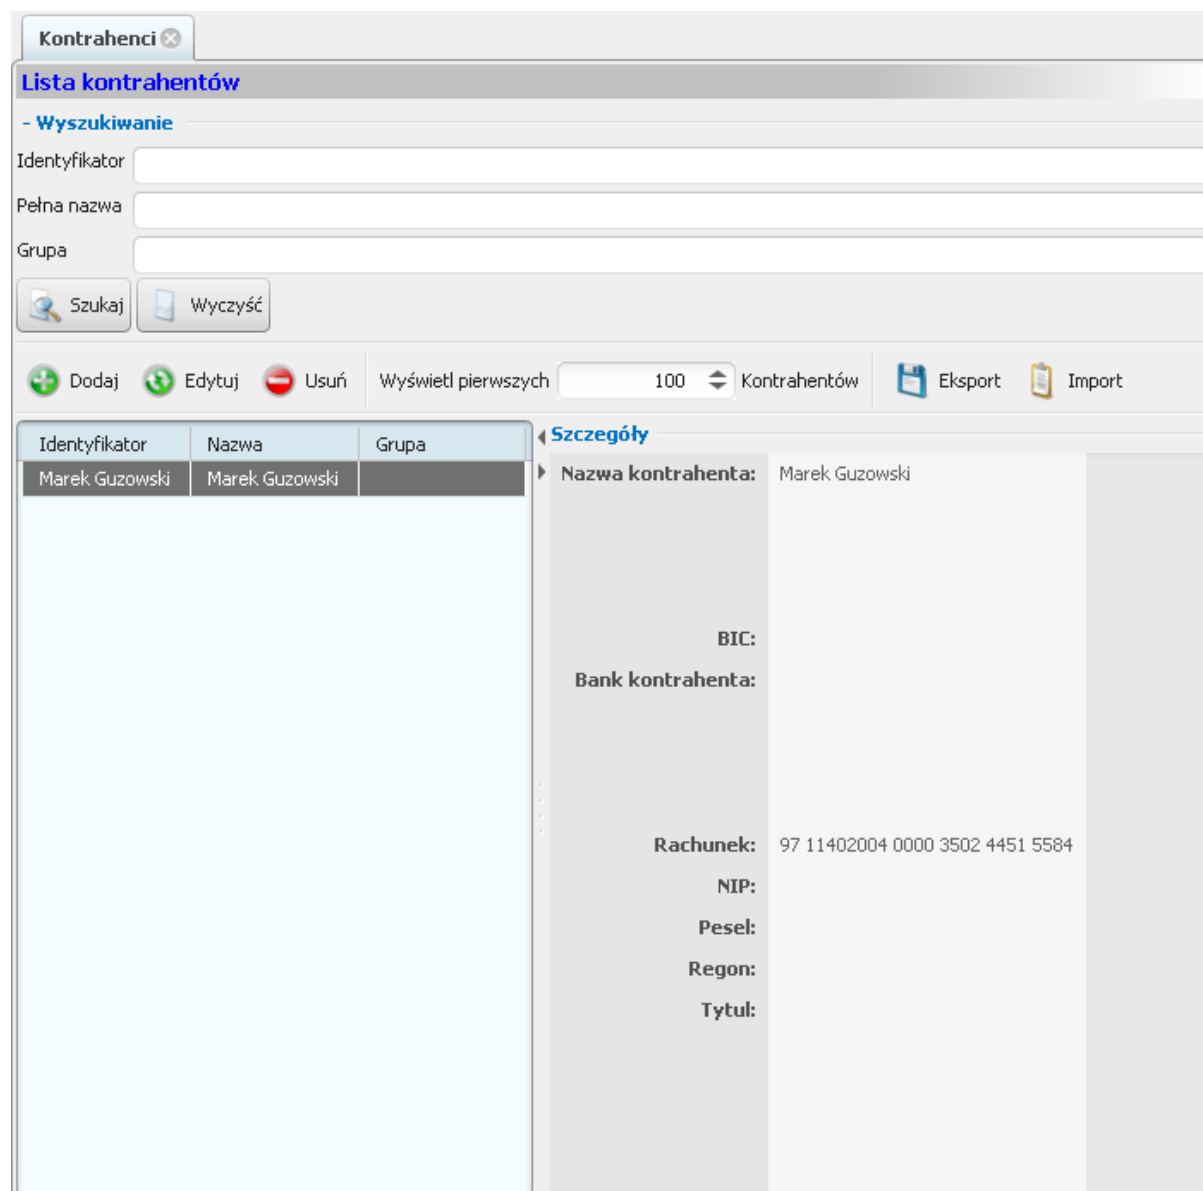 Kontrahenci
Lista kontrahentów
- Wyszukiwanie
Identyfikator
Pełna nazwa
Grupa
Szukaj Wyczyść
Dodaj Edytuj Usuń Wyświetl pierwszych 100 Kontrahentów Eksport Import
Identyfikator Nazwa Grupa
Marek Guzowski Marek Guzowski
Szczegóły
Nazwa kontrahenta: Marek Guzowski
BIC:
Bank kontrahenta:
Rachunek: 97 11402004 0000 3502 4451 5584
NIP:
Pesel:
Regon:
Tytul: